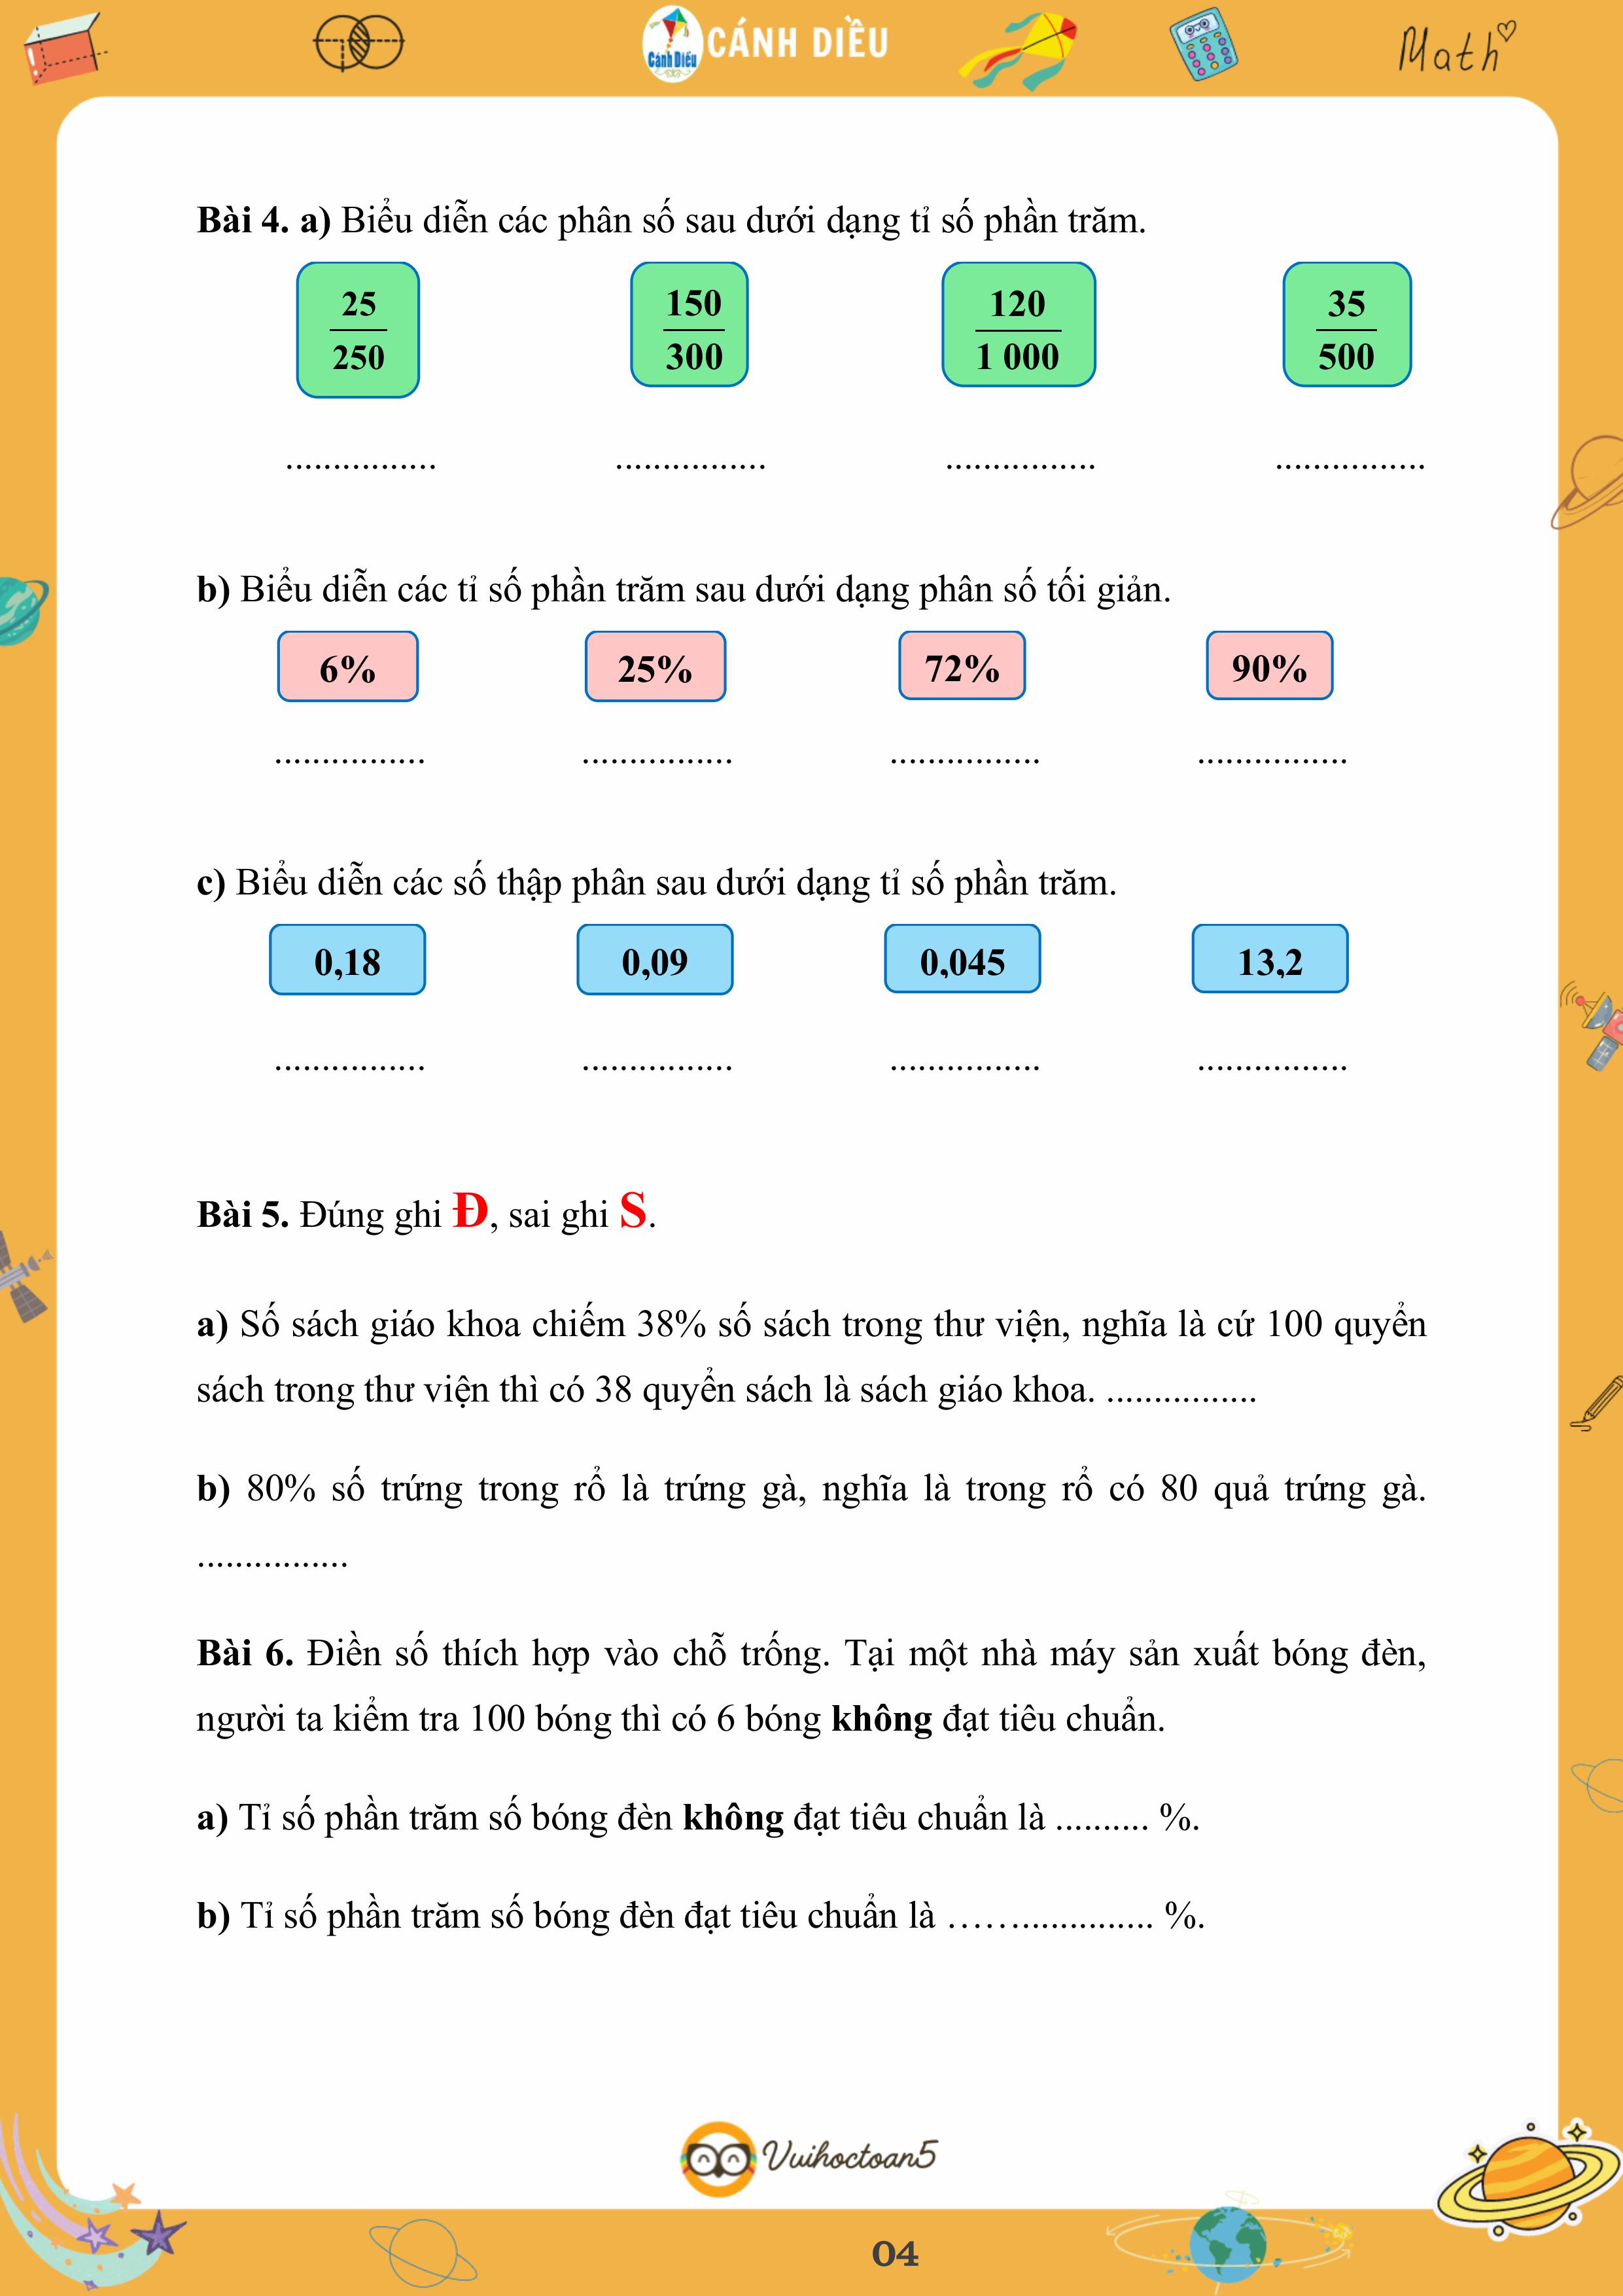 Cánh Diều CÁNH DIỀU Math
Bài 4. a) Biểu diễn các phân số sau dưới dạng tỉ số phần trăm.
25 150 120 35
250 300 1 000 500
................ ................ ................ ................
b) Biểu diễn các tỉ số phần trăm sau dưới dạng phân số tối giản.
6% 25% 72% 90%
................ ................ ................ ................
c) Biểu diễn các số thập phân sau dưới dạng tỉ số phần trăm.
0,18 0,09 0,045 13,2
................ ................ ................ ................
Bài 5. Đúng ghi Đ, sai ghi S.
a) Số sách giáo khoa chiếm 38% số sách trong thư viện, nghĩa là cứ 100 quyển
sách trong thư viện thì có 38 quyển sách là sách giáo khoa. ................
b) 80% số trứng trong rổ là trứng gà, nghĩa là trong rổ có 80 quả trứng gà.
................
Bài 6. Điền số thích hợp vào chỗ trống. Tại một nhà máy sản xuất bóng đèn,
người ta kiểm tra 100 bóng thì có 6 bóng không đạt tiêu chuẩn.
a) Tỉ số phần trăm số bóng đèn không đạt tiêu chuẩn là .......... %.
b) Tỉ số phần trăm số bóng đèn đạt tiêu chuẩn là ……............... %.
Vuihoctoan5
04